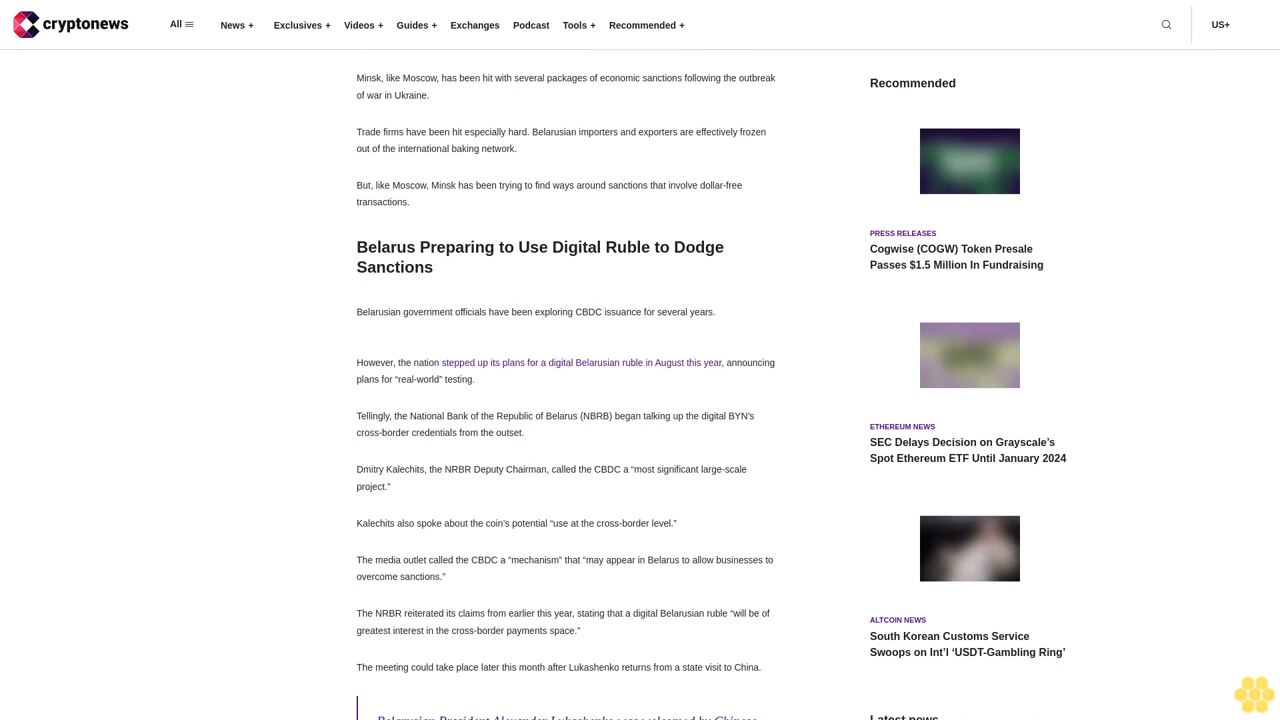 cryptonews
All
News +
Exclusives +
Videos +
Guides +
Exchanges
Podcast
Tools +
Recommended +
US+
Minsk, like Moscow, has been hit with several packages of economic sanctions following the outbreak
of war in Ukraine.
Trade firms have been hit especially hard. Belarusian importers and exporters are effectively frozen
out of the international baking network.
But, like Moscow, Minsk has been trying to find ways around sanctions that involve dollar-free
transactions.
Belarus Preparing to Use Digital Ruble to Dodge
Sanctions
Belarusian government officials have been exploring CBDC issuance for several years.
However, the nation stepped up its plans for a digital Belarusian ruble in August this year, announcing
plans for “real-world” testing.
Tellingly, the National Bank of the Republic of Belarus (NBRB) began talking up the digital BYN’s
cross-border credentials from the outset.
Dmitry Kalechits, the NRBR Deputy Chairman, called the CBDC a “most significant large-scale
project.”
Kalechits also spoke about the coin’s potential “use at the cross-border level.”
The media outlet called the CBDC a “mechanism” that “may appear in Belarus to allow businesses to
overcome sanctions.”
The NRBR reiterated its claims from earlier this year, stating that a digital Belarusian ruble “will be of
greatest interest in the cross-border payments space.”
The meeting could take place later this month after Lukashenko returns from a state visit to China.
Belarusian President Alexander Lukashenko was welcomed by Chinese
Recommended
PRESS RELEASES
Cogwise (COGW) Token Presale
Passes $1.5 Million In Fundraising
ETHEREUM NEWS
SEC Delays Decision on Grayscale’s
Spot Ethereum ETF Until January 2024
ALTCOIN NEWS
South Korean Customs Service
Swoops on Int’l ‘USDT-Gambling Ring’
Latest news